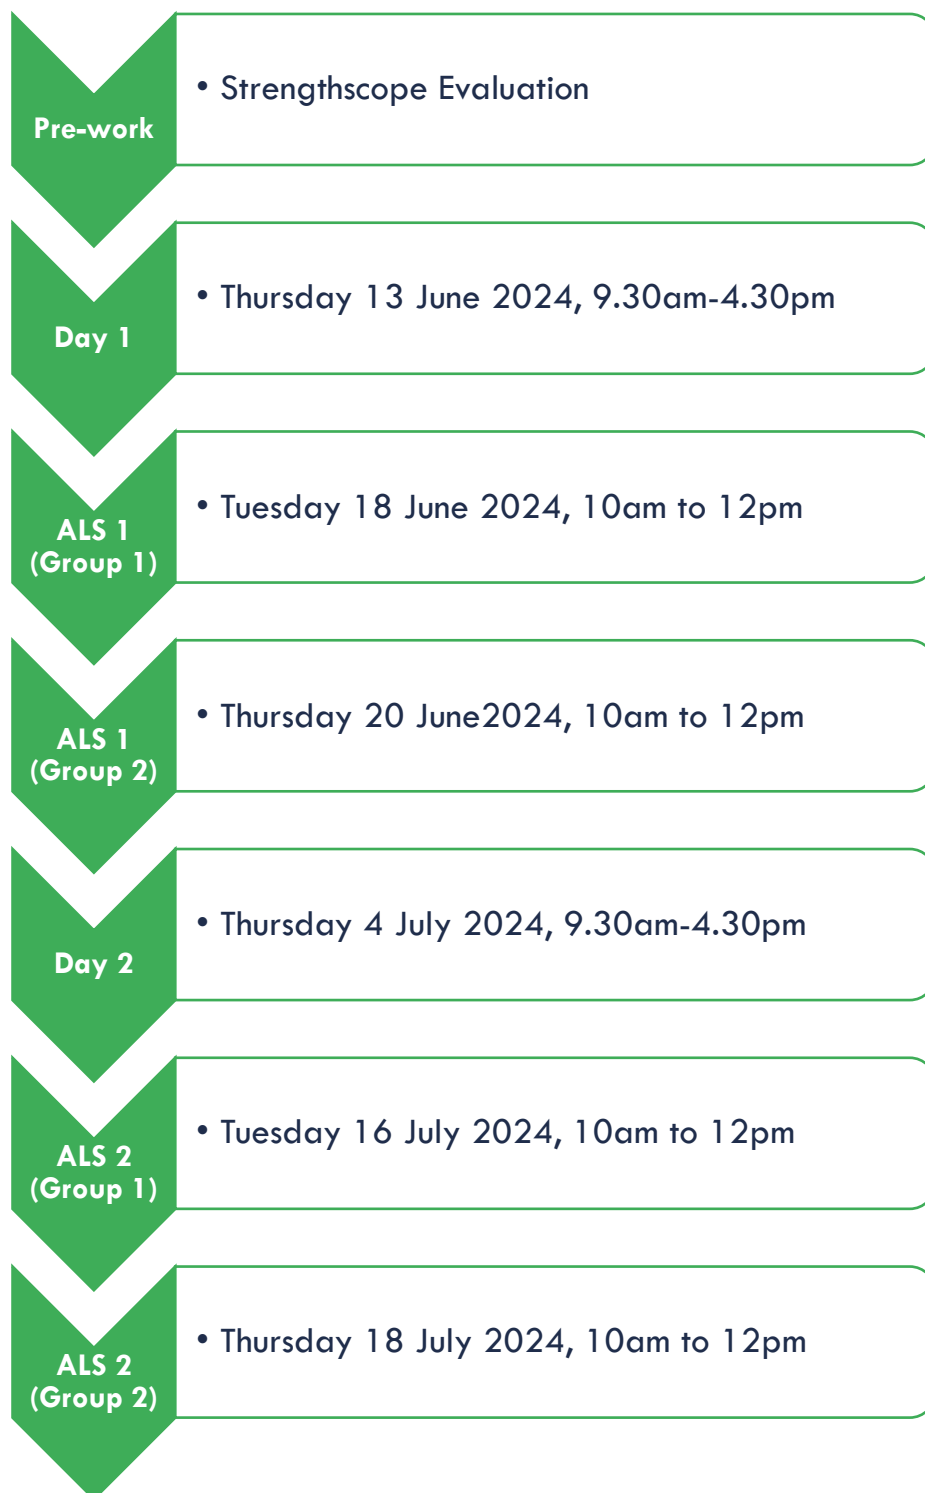 Pre-work
• Strengthscope Evaluation
Day 1
• Thursday 13 June 2024, 9.30am-4.30pm
ALS 1
(Group 1)
• Tuesday 18 June 2024, 10am to 12pm
ALS 1
(Group 2)
• Thursday 20 June2024, 10am to 12pm
Day 2
• Thursday 4 July 2024, 9.30am-4.30pm
ALS 2
(Group 1)
• Tuesday 16 July 2024, 10am to 12pm
ALS 2
(Group 2)
• Thursday 18 July 2024, 10am to 12pm